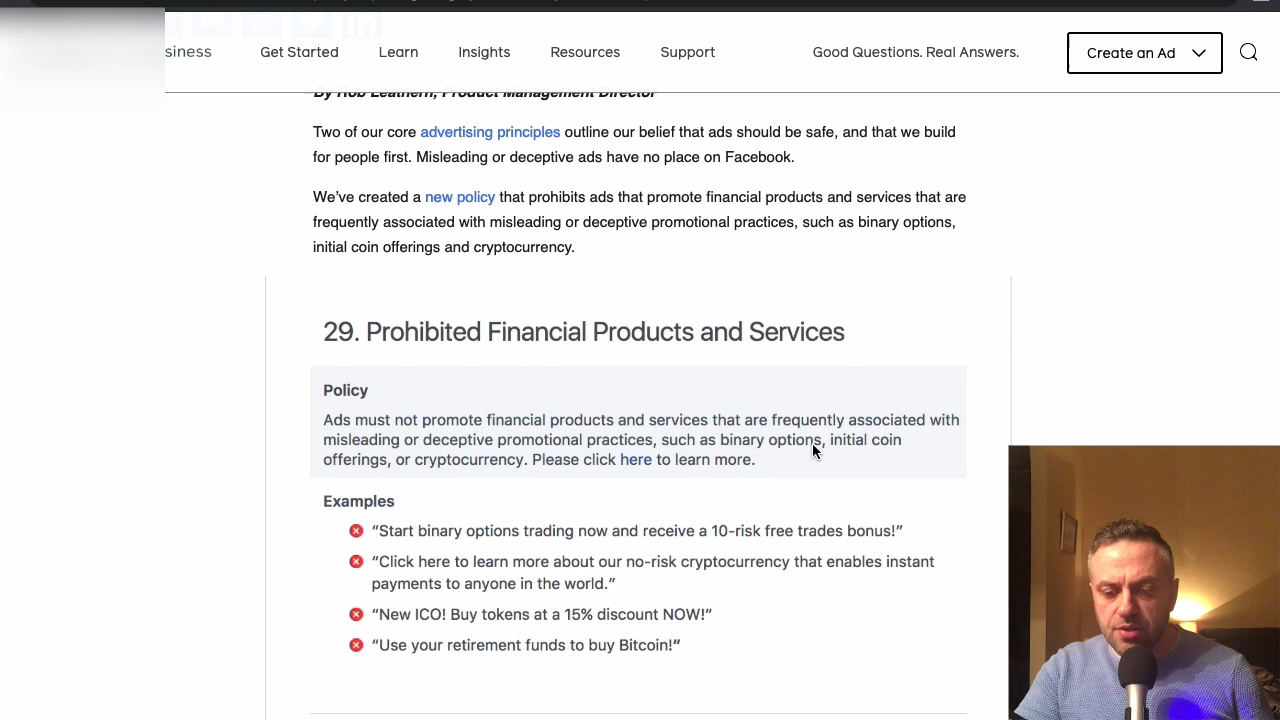 siness
Get Started
Learn
Insights
Resources
Support
Good Questions. Real Answers.
Create an Ad
By Rob Leathern, Product Management Director
Two of our core advertising principles outline our belief that ads should be safe, and that we build
for people first. Misleading or deceptive ads have no place on Facebook.
We’ve created a new policy that prohibits ads that promote financial products and services that are
frequently associated with misleading or deceptive promotional practices, such as binary options,
initial coin offerings and cryptocurrency.
29. Prohibited Financial Products and Services
Policy
Ads must not promote financial products and services that are frequently associated with
misleading or deceptive promotional practices, such as binary options, initial coin
offerings, or cryptocurrency. Please click here to learn more.
Examples
“Start binary options trading now and receive a 10-risk free trades bonus!”
“Click here to learn more about our no-risk cryptocurrency that enables instant
payments to anyone in the world.”
“New ICO! Buy tokens at a 15% discount NOW!”
“Use your retirement funds to buy Bitcoin!”